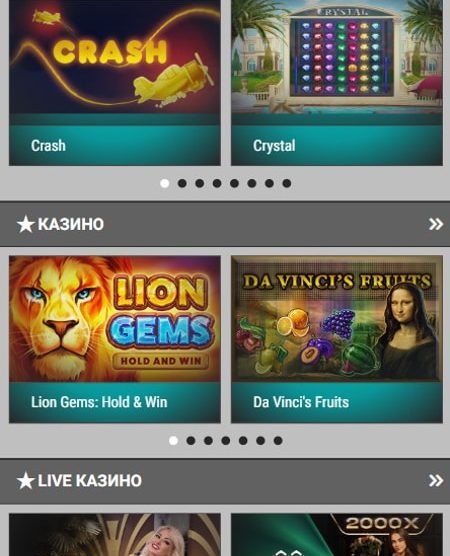 CRASH
CRYSTAL
Crash
Crystal
КАЗИНО
LION
GEMS
HOLD AND WIN
DA VINCI'S FRUITS
Lion Gems: Hold & Win
Da Vinci's Fruits
LIVE КАЗИНО
2000X